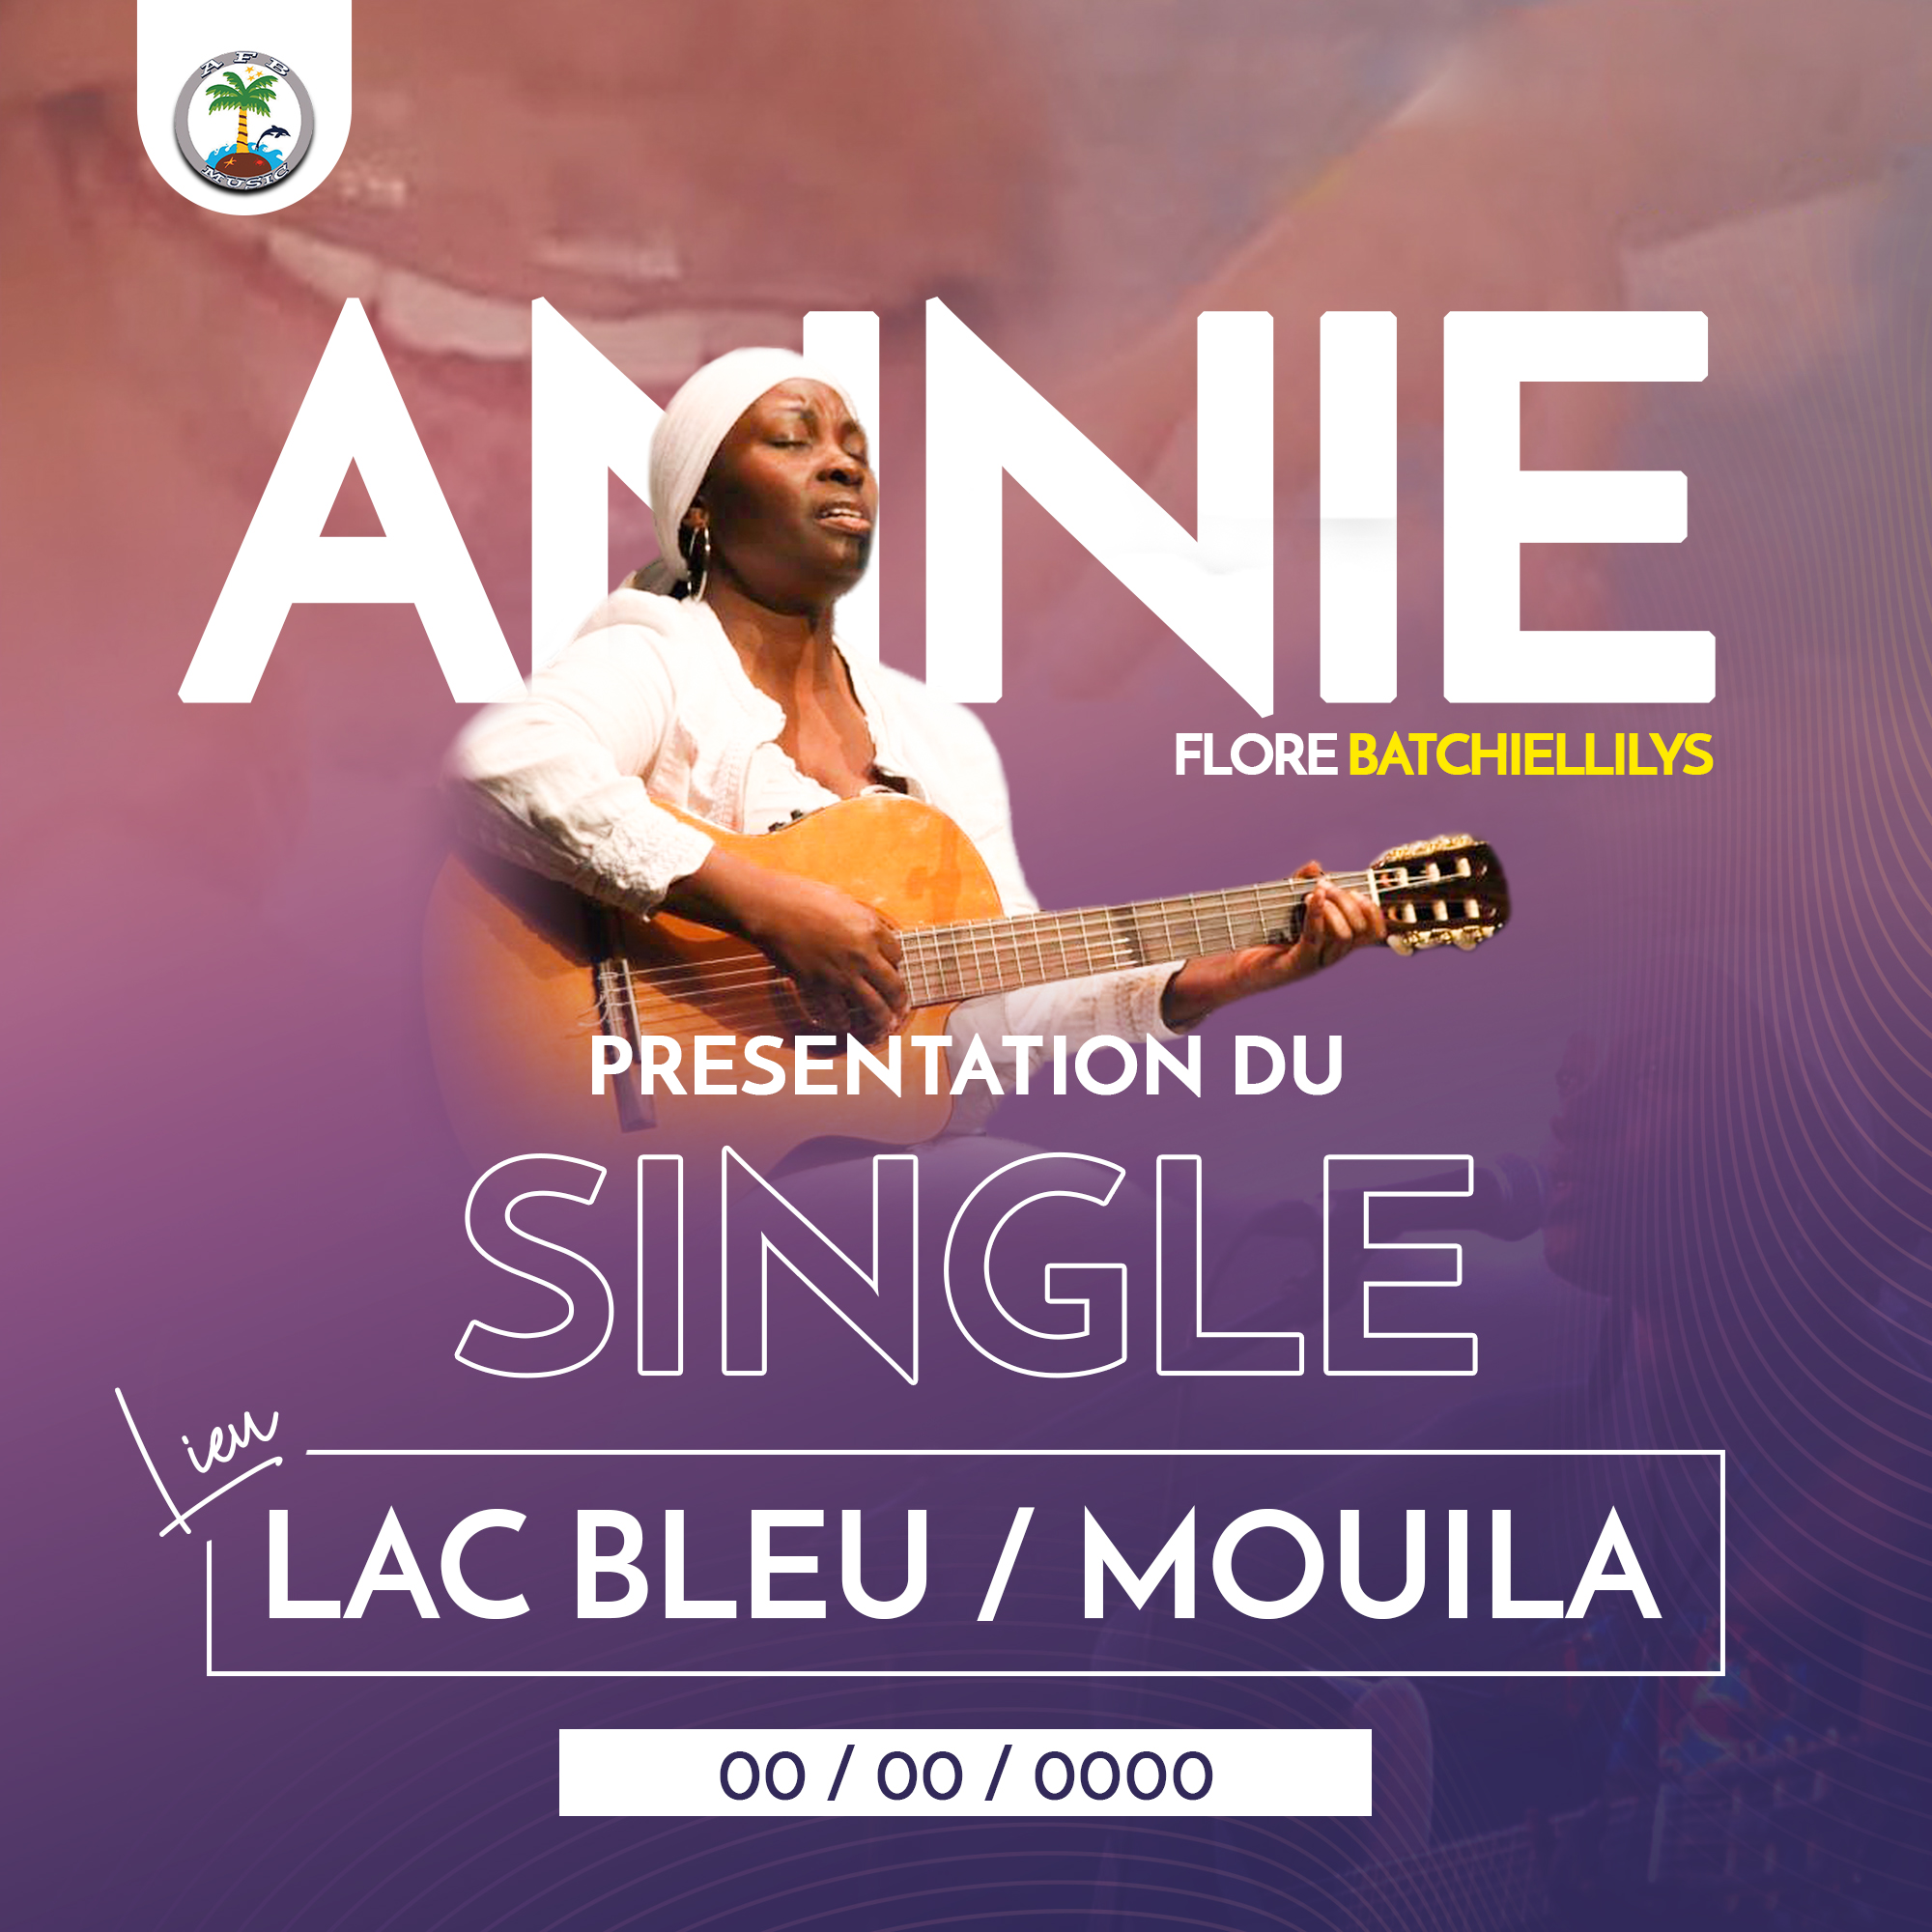 AFB
MUSIC
ANNIE
FLORE BATCHIELLILYS
PRESENTATION DU
SINGLE
Lieu
LAC BLEU / MOUILA
00 / 00 / 0000